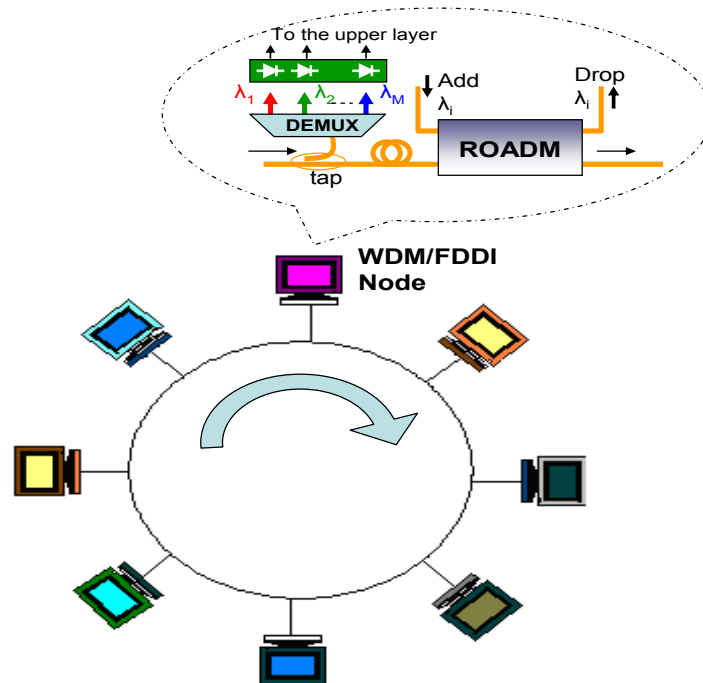 To the upper layer
λ1 λ2 λM
DEMUX
tap
Add
λi
Drop
λi
ROADM
WDM/FDDI
Node